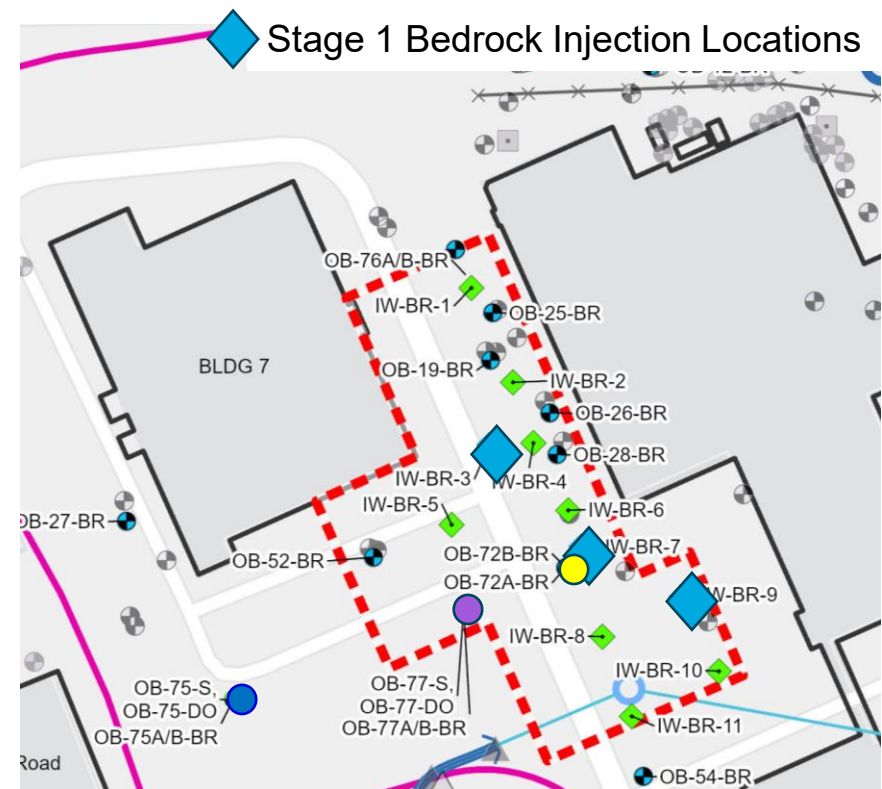 Stage 1 Bedrock Injection Locations
OB-76A/B-BR
IW-BR-1
OB-25-BR
BLDG 7
OB-19-BR
IW-BR-2
OB-26-BR
OB-28-BR
IW-BR-3
IW-BR-4
IW-BR-5
IW-BR-6
OB-27-BR
OB-72B-BR
IW-BR-7
OB-52-BR
OB-72A-BR
W-BR-9
IW-BR-8
IW-BR-10
OB-75-S,
OB-75-DO
OB-75A/B-BR
OB-77-S,
OB-77-DO
OB-77A/B-BR
IW-BR-11
Road
OB-54-BR